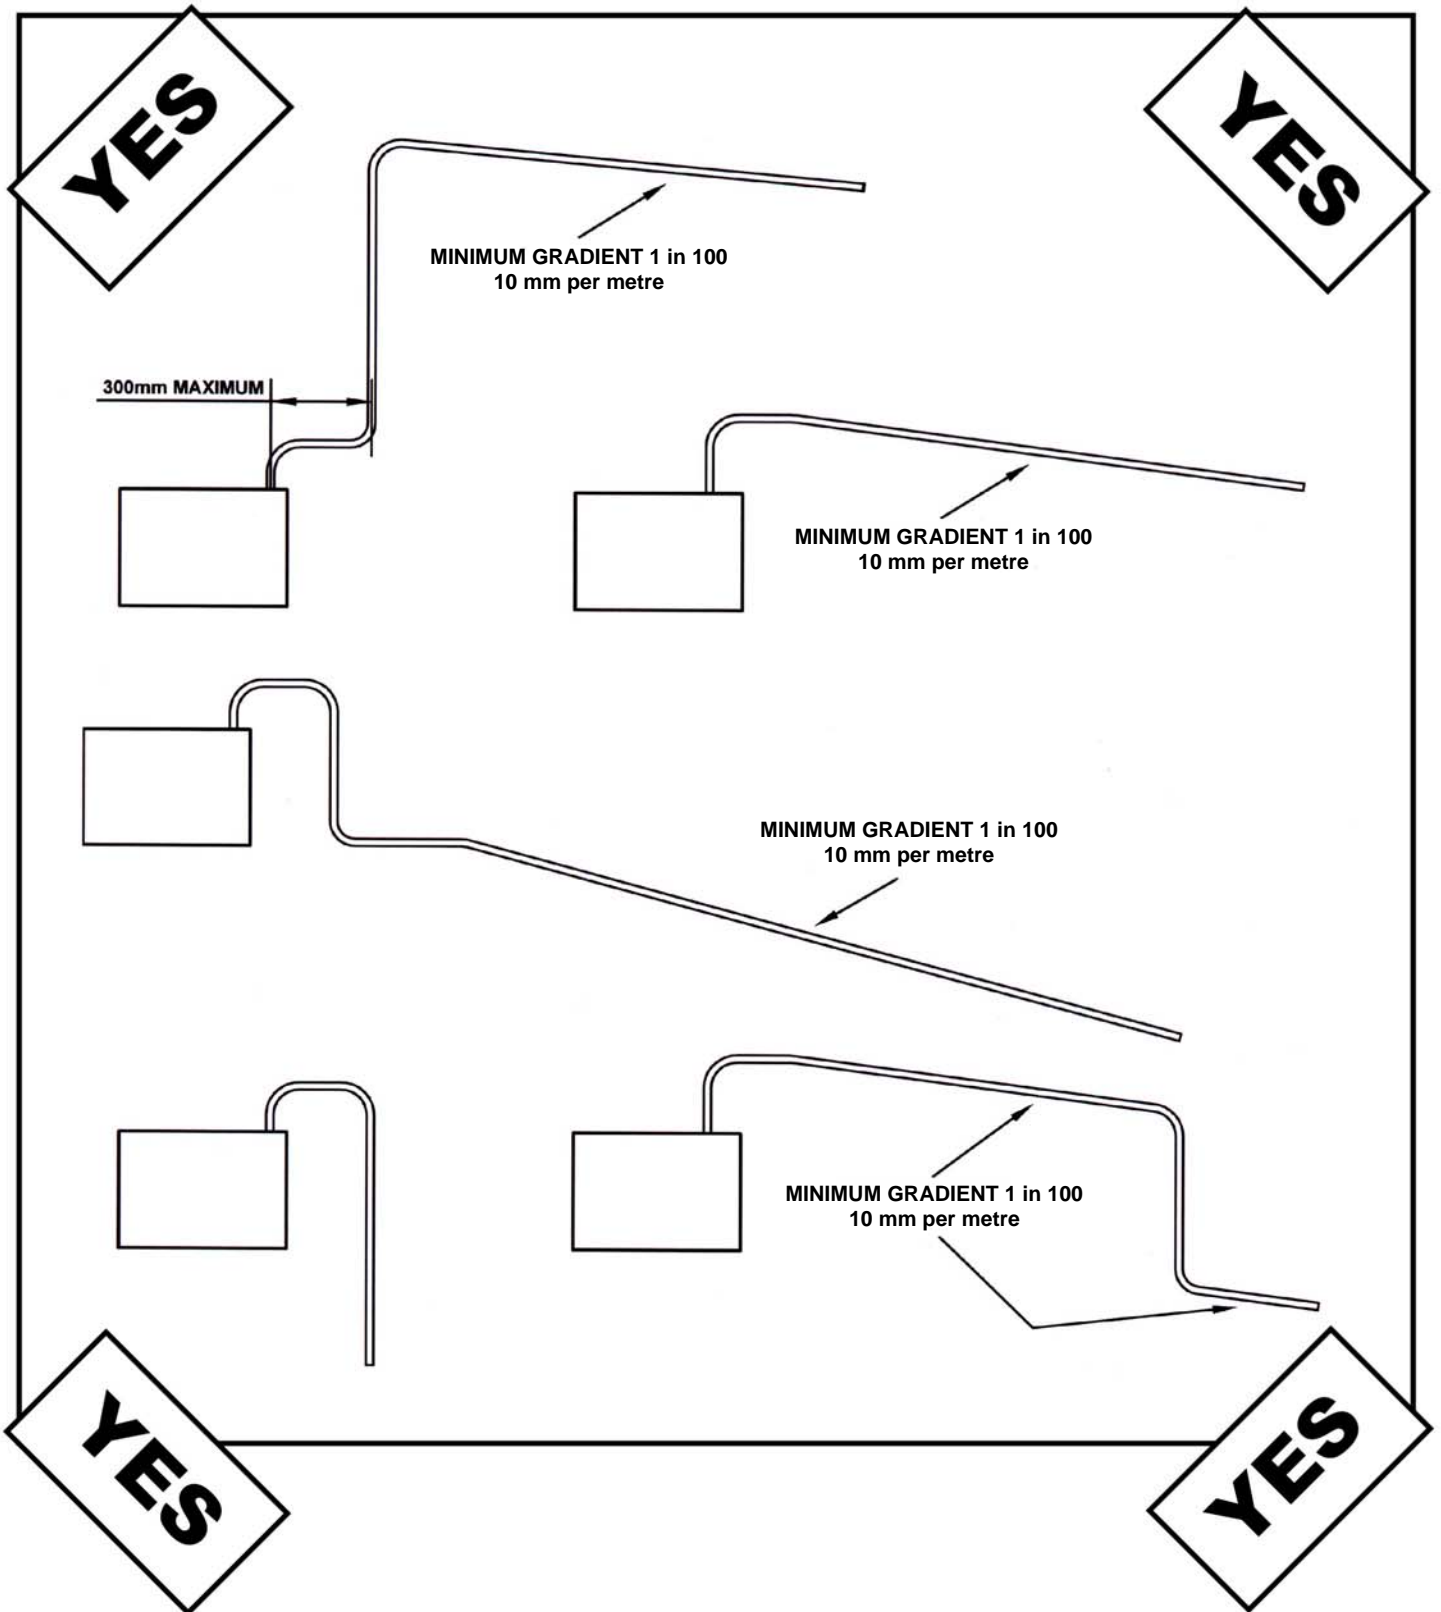 YES
YES
MINIMUM GRADIENT 1 in 100
10 mm per metre
300mm MAXIMUM
MINIMUM GRADIENT 1 in 100
10 mm per metre
MINIMUM GRADIENT 1 in 100
10 mm per metre
MINIMUM GRADIENT 1 in 100
10 mm per metre
YES
YES